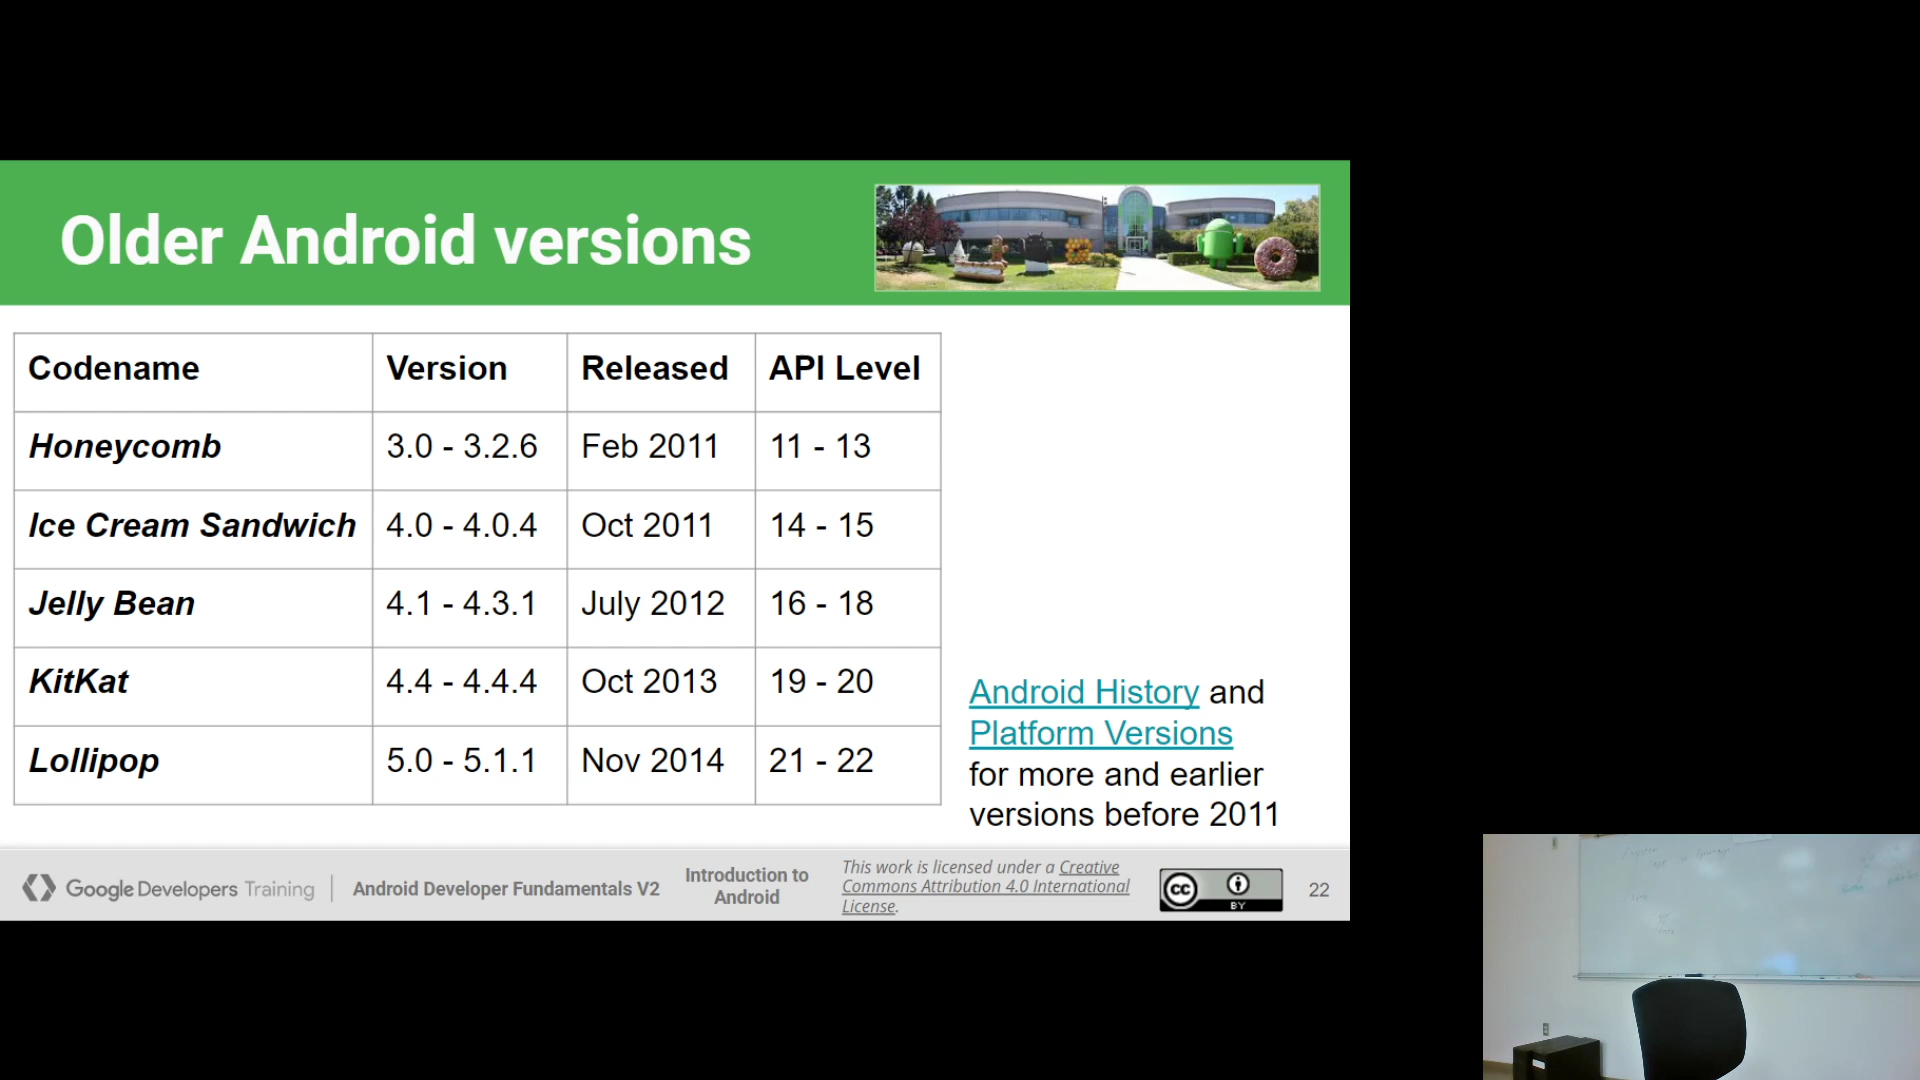 Older Android versions
Codename Version Released API Level
Honeycomb 3.0 - 3.2.6 Feb 2011 11 - 13
Ice Cream Sandwich 4.0 - 4.0.4 Oct 2011 14 - 15
Jelly Bean 4.1 - 4.3.1 July 2012 16 - 18
KitKat 4.4 - 4.4.4 Oct 2013 19 - 20
Lollipop 5.0 - 5.1.1 Nov 2014 21 - 22
Android History and
Platform Versions
for more and earlier
versions before 2011
Google Developers Training
Android Developer Fundamentals V2
Introduction to
Android
This work is licensed under a Creative
Commons Attribution 4.0 International
License.
cc
BY
22